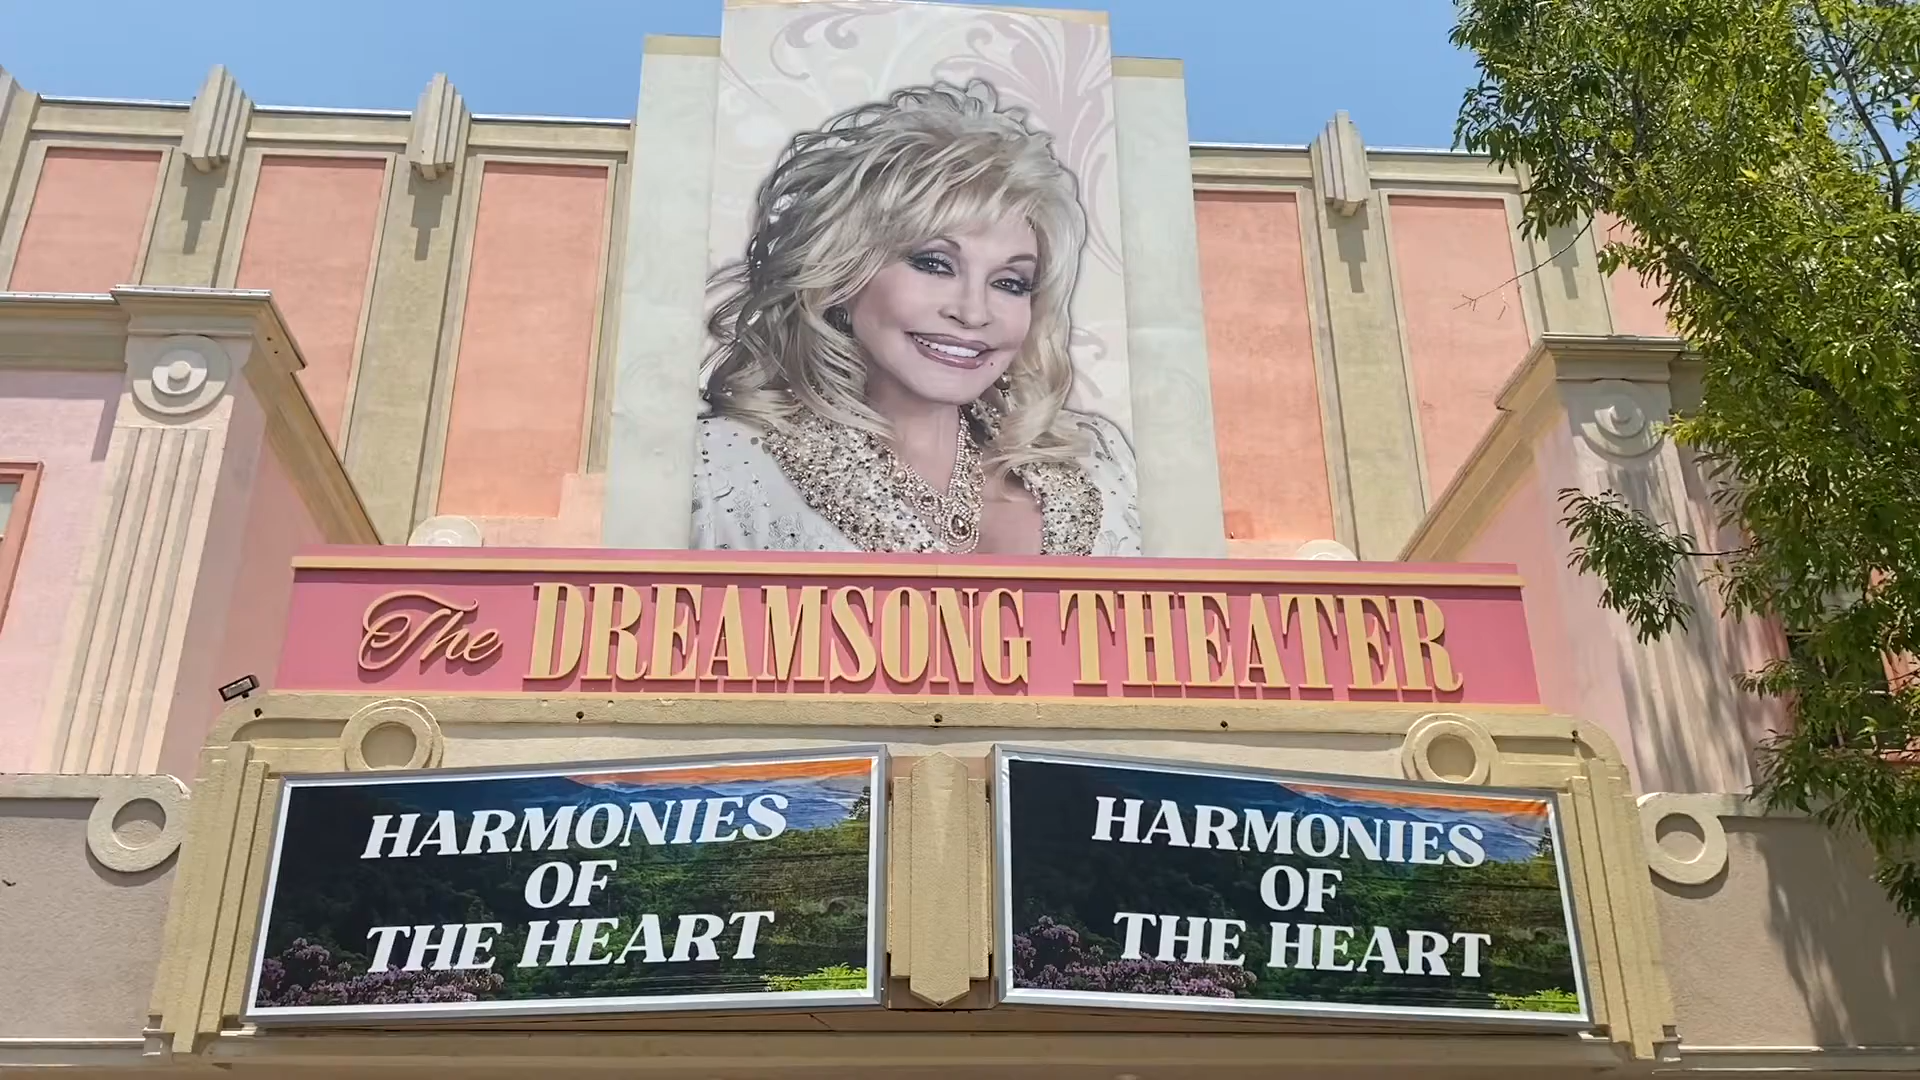 The DREAMSONG THEATER
HARMONIES
OF
THE HEART
HARMONIES
OF
THE HEART